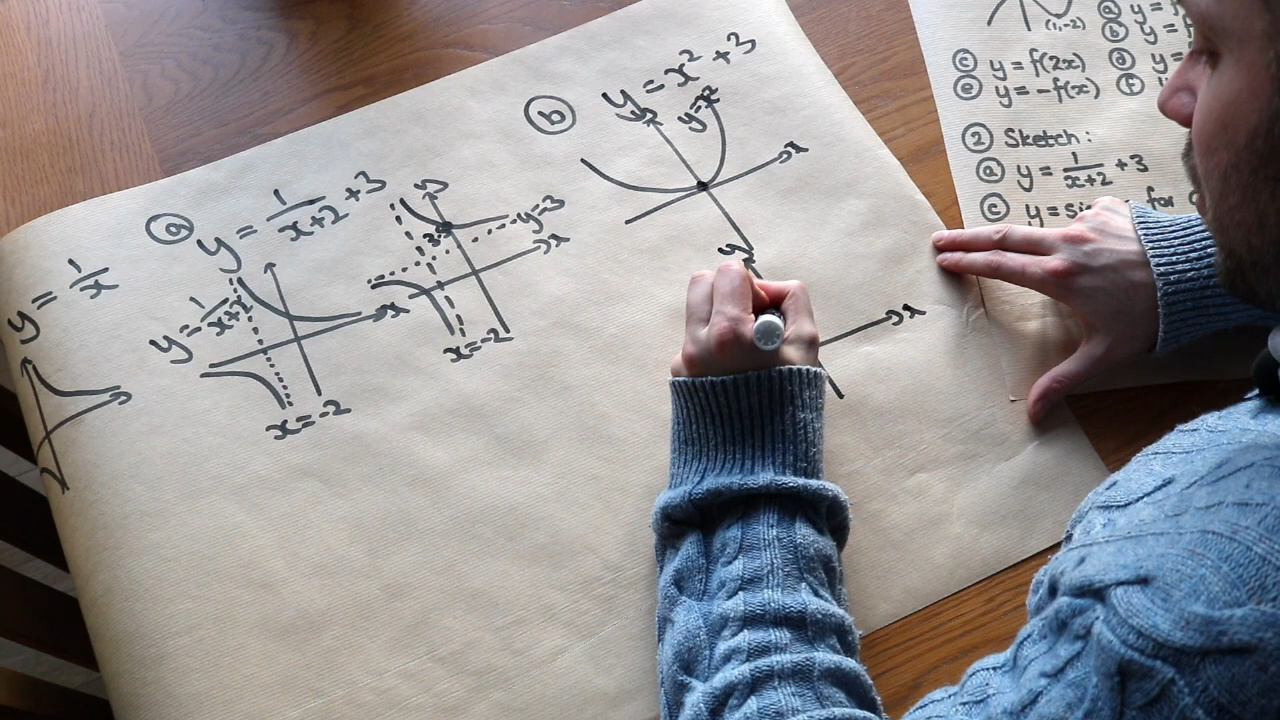 y = 1/x
ⓐ y = 1/(x+2) + 3
y = 1/(x+2)
x
x=-2
y
3
y=3
x
x=-2
ⓑ y = x² + 3
y
y=x²
x
y
x
(1,-2)
ⓐ y =
ⓑ y =
ⓒ y = f(2x)
ⓓ y =
ⓔ y = -f(x)
ⓕ
② Sketch:
ⓐ y = 1/(x+2) + 3
ⓒ y = si for